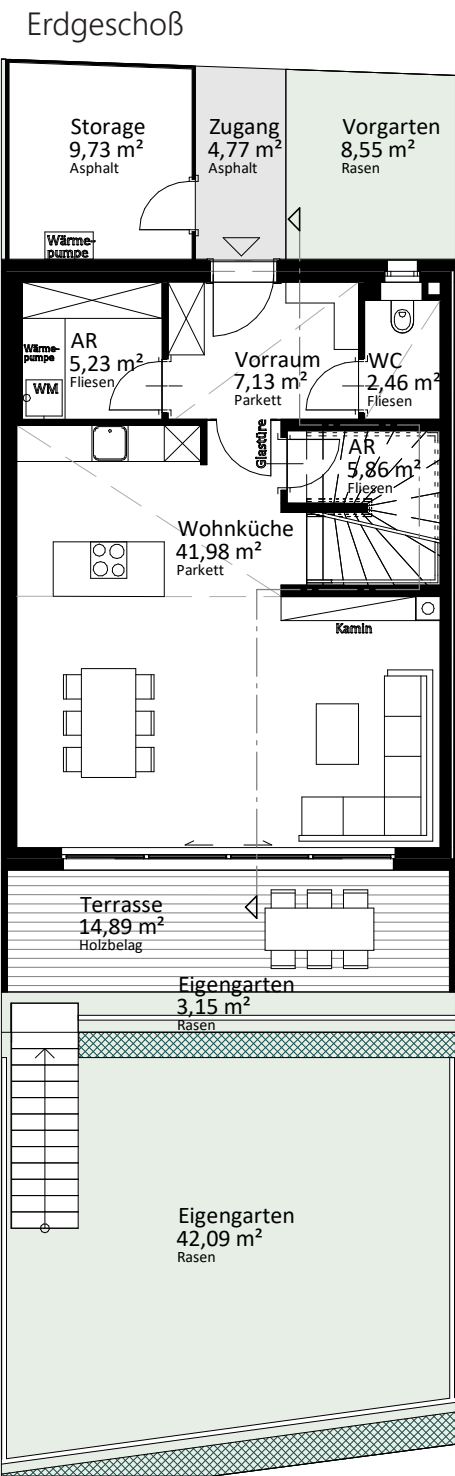 Erdgeschoß
Storage
9,73 m²
Asphalt
Zugang
4,77 m²
Asphalt
Vorgarten
8,55 m²
Rasen
Wärme-
pumpe
AR
5,23 m²
Fliesen
Wärme-
pumpe
WM
Vorraum
7,13 m²
Parkett
WC
2,46 m²
Fliesen
Glastüre
AR
5,86 m²
Fliesen
Wohnküche
41,98 m²
Parkett
Kamin
Terrasse
14,89 m²
Holzbelag
Eigengarten
3,15 m²
Rasen
Eigengarten
42,09 m²
Rasen